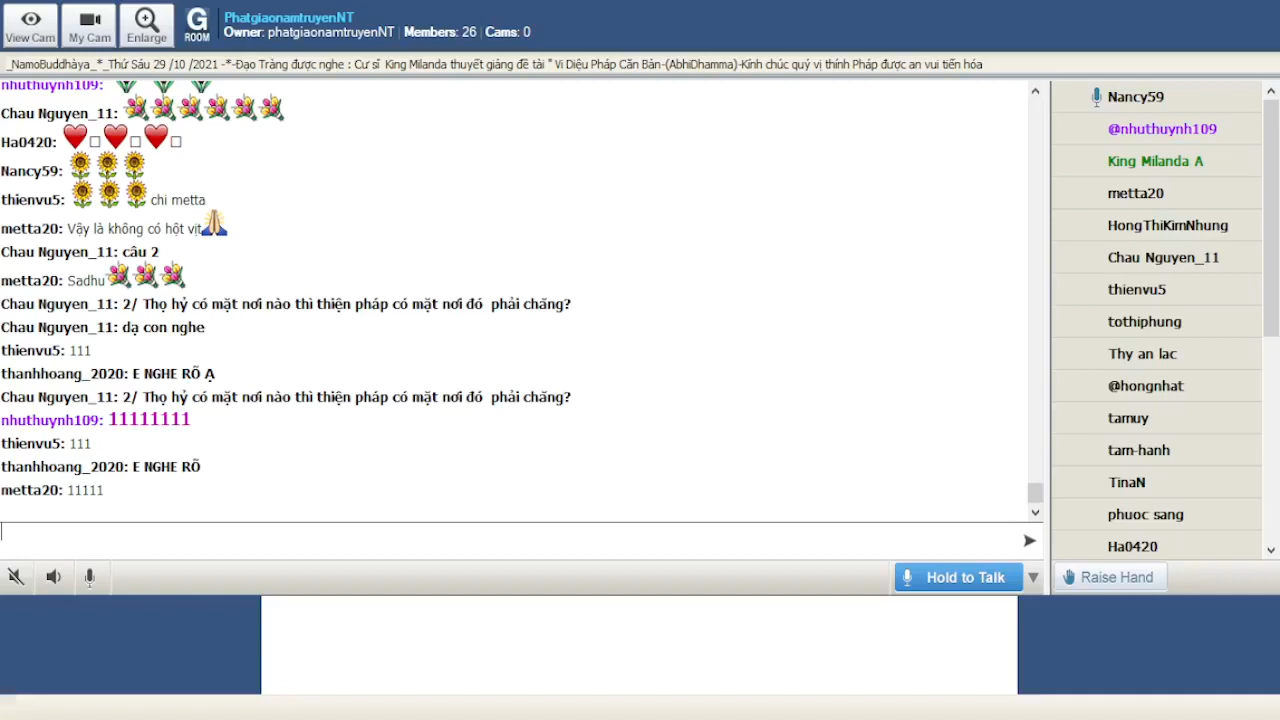 View Cam
My Cam
Enlarge
G
ROOM
PhatgiaonamtruyenNT
Owner: phatgiaonamtruyenNT | Members: 26 | Cams: 0
_NamoBuddhàya_*_Thứ Sáu 29 /10 /2021 -*-Đạo Tràng được nghe : Cư sĩ King Milanda thuyết giảng đề tài " Vi Diệu Pháp Căn Bản-(AbhiDhamma)-Kính chúc quý vị thính Pháp được an vui tiến hóa
nhuthuynh109:
Chau Nguyen_11:
Ha0420:
Nancy59:
thienvu5: chi metta
metta20: Vậy là không có hột vịt
Chau Nguyen_11: câu 2
metta20: Sadhu
Chau Nguyen_11: 2/ Thọ hỷ có mặt nơi nào thì thiện pháp có mặt nơi đó phải chăng?
Chau Nguyen_11: dạ con nghe
thienvu5: 111
thanhhoang_2020: E NGHE RÕ Ạ
Chau Nguyen_11: 2/ Thọ hỷ có mặt nơi nào thì thiện pháp có mặt nơi đó phải chăng?
nhuthuynh109: 11111111
thienvu5: 111
thanhhoang_2020: E NGHE RÕ
metta20: 11111
Hold to Talk
Nancy59
@nhuthuynh109
King Milanda A
metta20
HongThiKimNhung
Chau Nguyen_11
thienvu5
tothiphung
Thy an lac
@hongnhat
tamuy
tam-hanh
TinaN
phuoc sang
Ha0420
Raise Hand